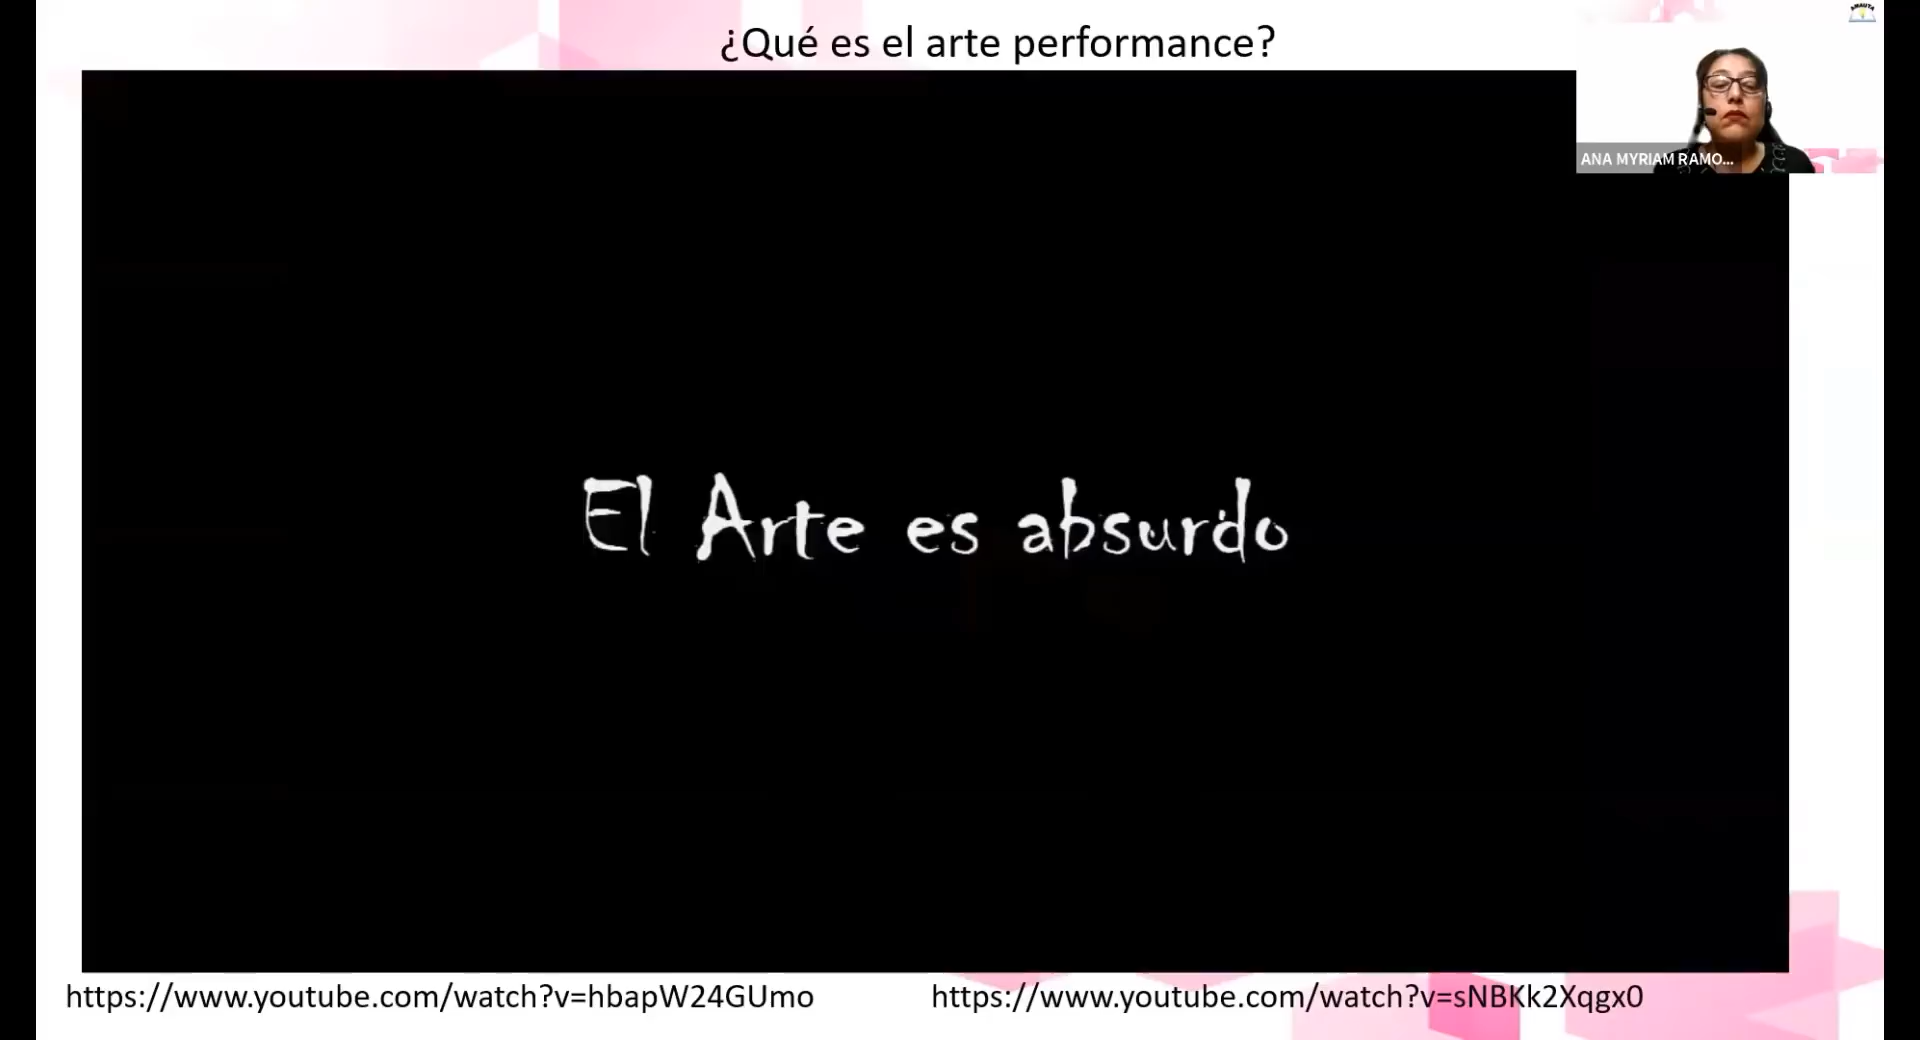 ¿Qué es el arte performance?
AMAUTA
ANA MYRIAM RAMO...
El Arte es absurdo
https://www.youtube.com/watch?v=hbapW24GUmo
https://www.youtube.com/watch?v=sNBKk2Xqgx0